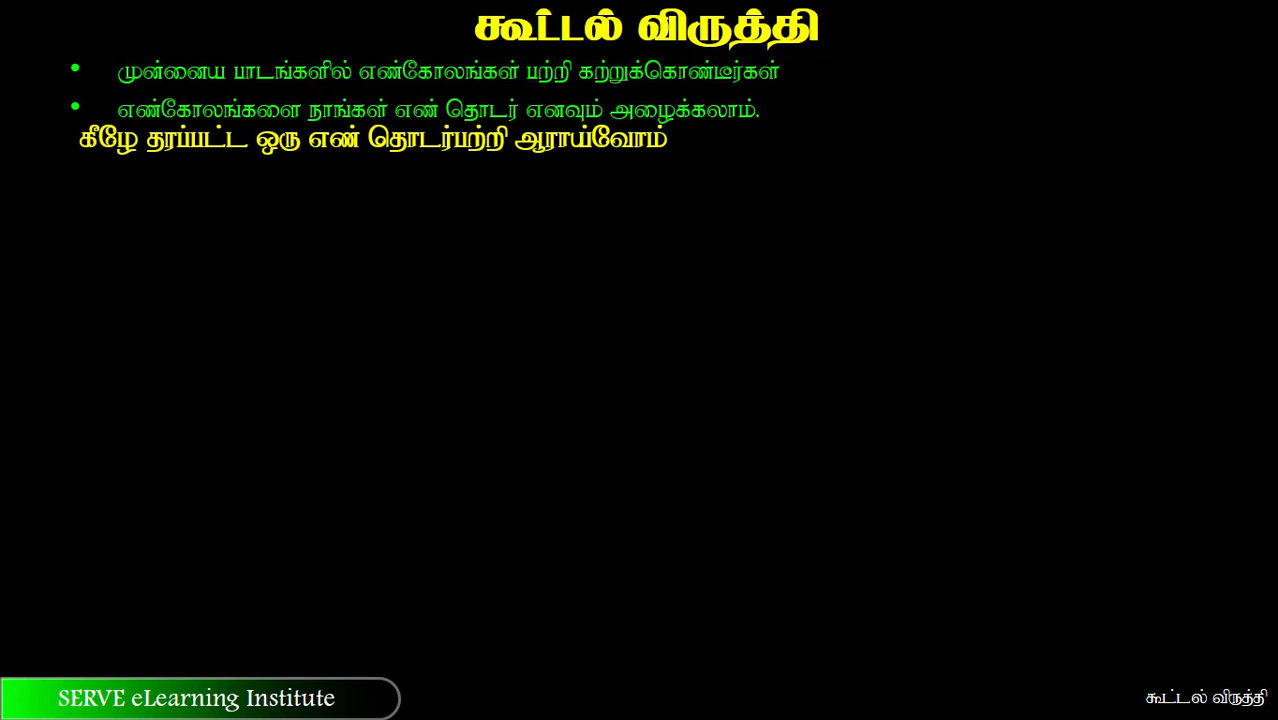 கூட்டல் விருத்தி
• முன்னைய பாடங்களில் எண்கோலங்கள் பற்றி கற்றுக்கொண்டீர்கள்
• எண்கோலங்களை நாங்கள் எண் தொடர் எனவும் அழைக்கலாம்.
கீழே தரப்பட்ட ஒரு எண் தொடர்பற்றி ஆராய்வோம்
SERVE eLearning Institute
கூட்டல் விருத்தி